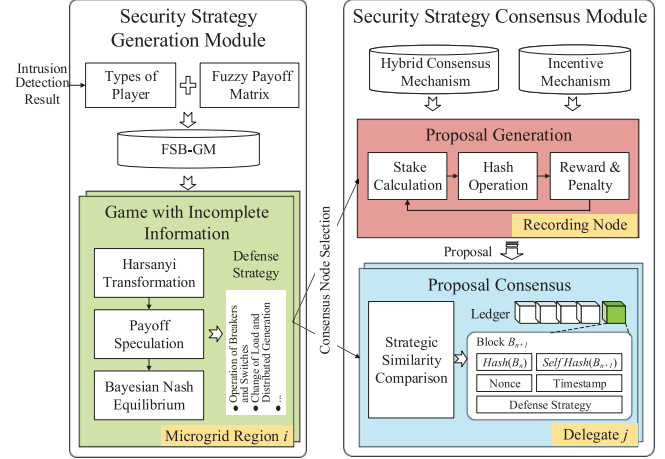 Security Strategy
Generation Module
Intrusion
Detection
Result
Types of
Player
Fuzzy Payoff
Matrix
FSB-GM
Game with Incomplete
Information
Harsanyi
Transformation
Payoff
Speculation
Bayesian Nash
Equilibrium
Defense
Strategy
● Operation of Breakers
and Switches
● Change of Load and
Distributed Generation
● ...
Microgrid Region i
Consensus Node Selection
Security Strategy Consensus Module
Hybrid Consensus
Mechanism
Incentive
Mechanism
Proposal Generation
Stake
Calculation
Hash
Operation
Reward &
Penalty
Recording Node
Proposal
Proposal Consensus
Strategic
Similarity
Comparison
Ledger
Block Bn+1
Hash(Bn)
Self Hash(Bn+1)
Nonce
Timestamp
Defense Strategy
Delegate j